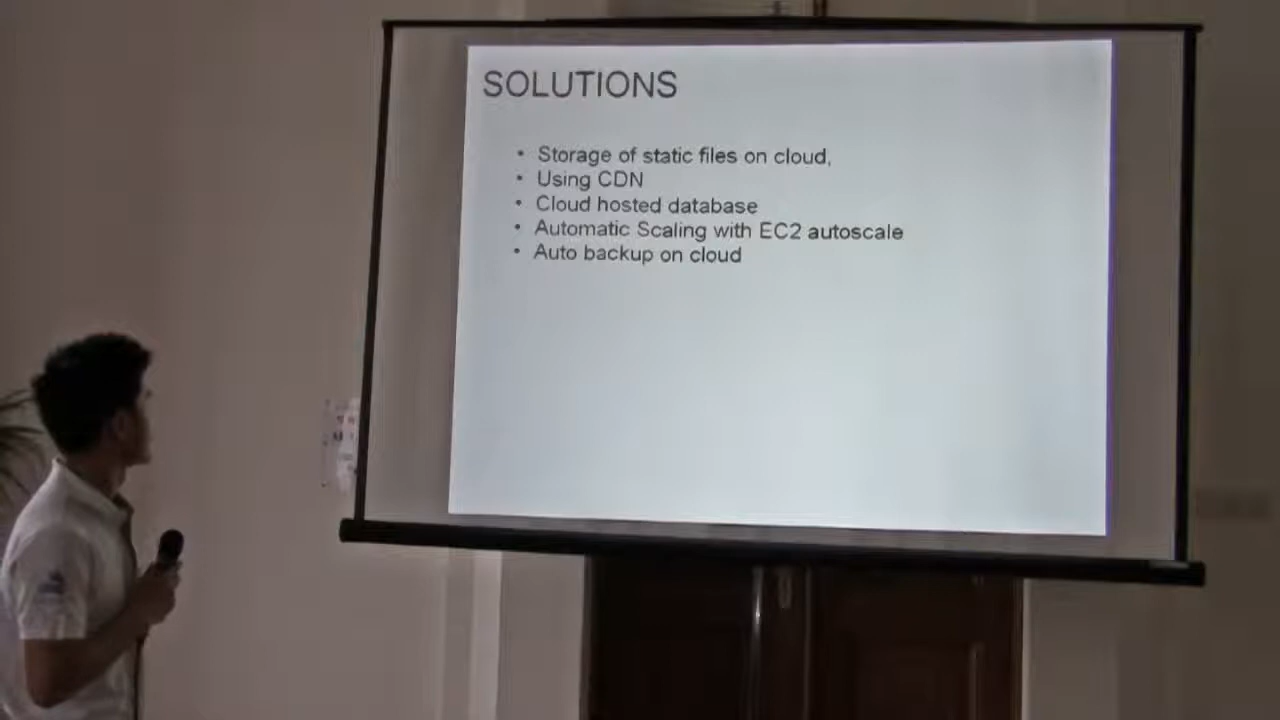 SOLUTIONS
• Storage of static files on cloud,
• Using CDN
• Cloud hosted database
• Automatic Scaling with EC2 autoscale
• Auto backup on cloud